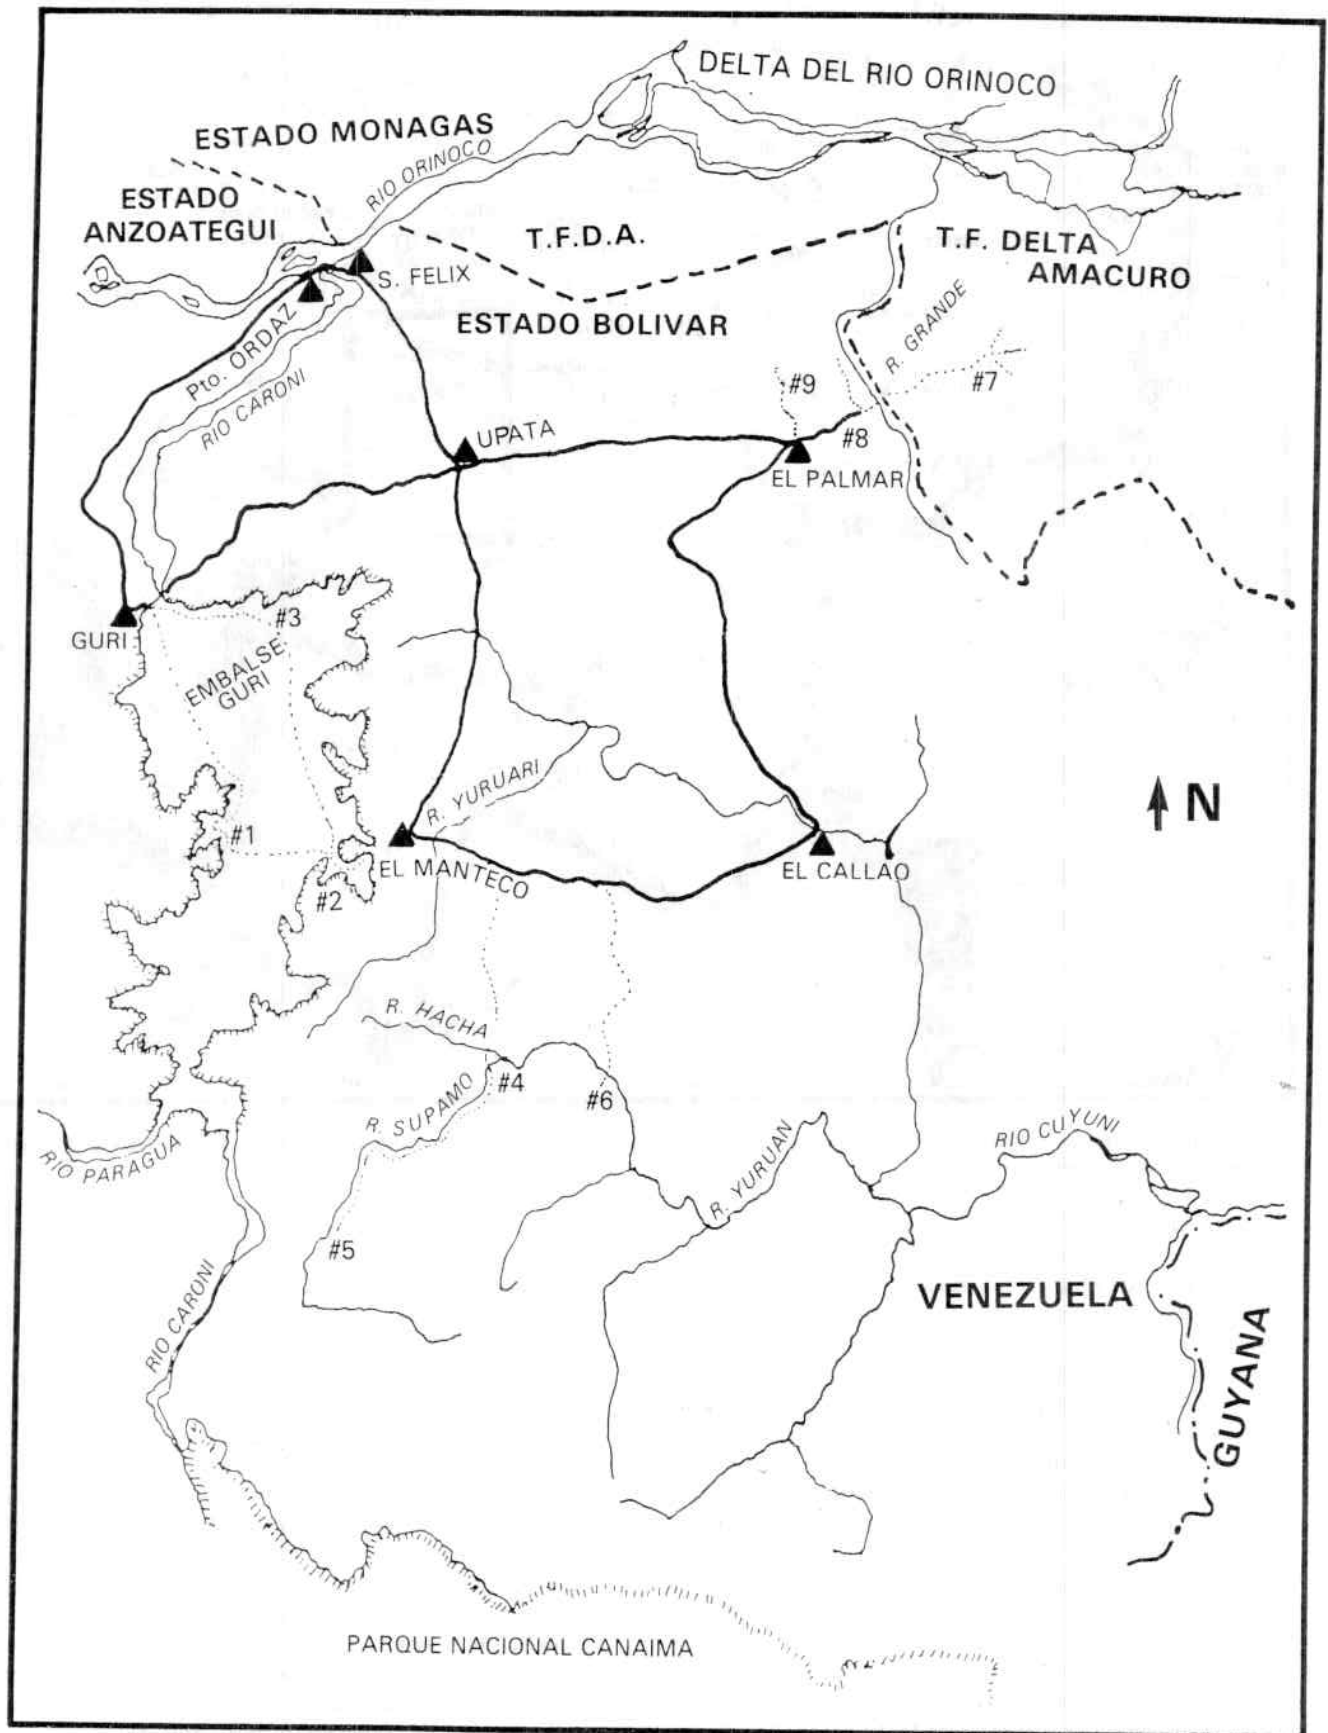 DELTA DEL RIO ORINOCO
ESTADO MONAGAS
RIO ORINOCO
ESTADO
ANZOATEGUI
T.F.D.A.
T.F. DELTA
AMACURO
S. FELIX
Pto. ORDAZ
ESTADO BOLIVAR
R. GRANDE
RIO CARONI
#9
#7
UPATA
#8
EL PALMAR
GURI
#3
EMBALSE
GURI
R. YURUARI
N
#1
EL MANTECO
EL CALLAO
#2
R. HACHA
#4
#6
R. SUPAMO
RIO PARAGUA
R. YURUAN
RIO CUYUNI
#5
RIO CARONI
VENEZUELA
GUYANA
PARQUE NACIONAL CANAIMA